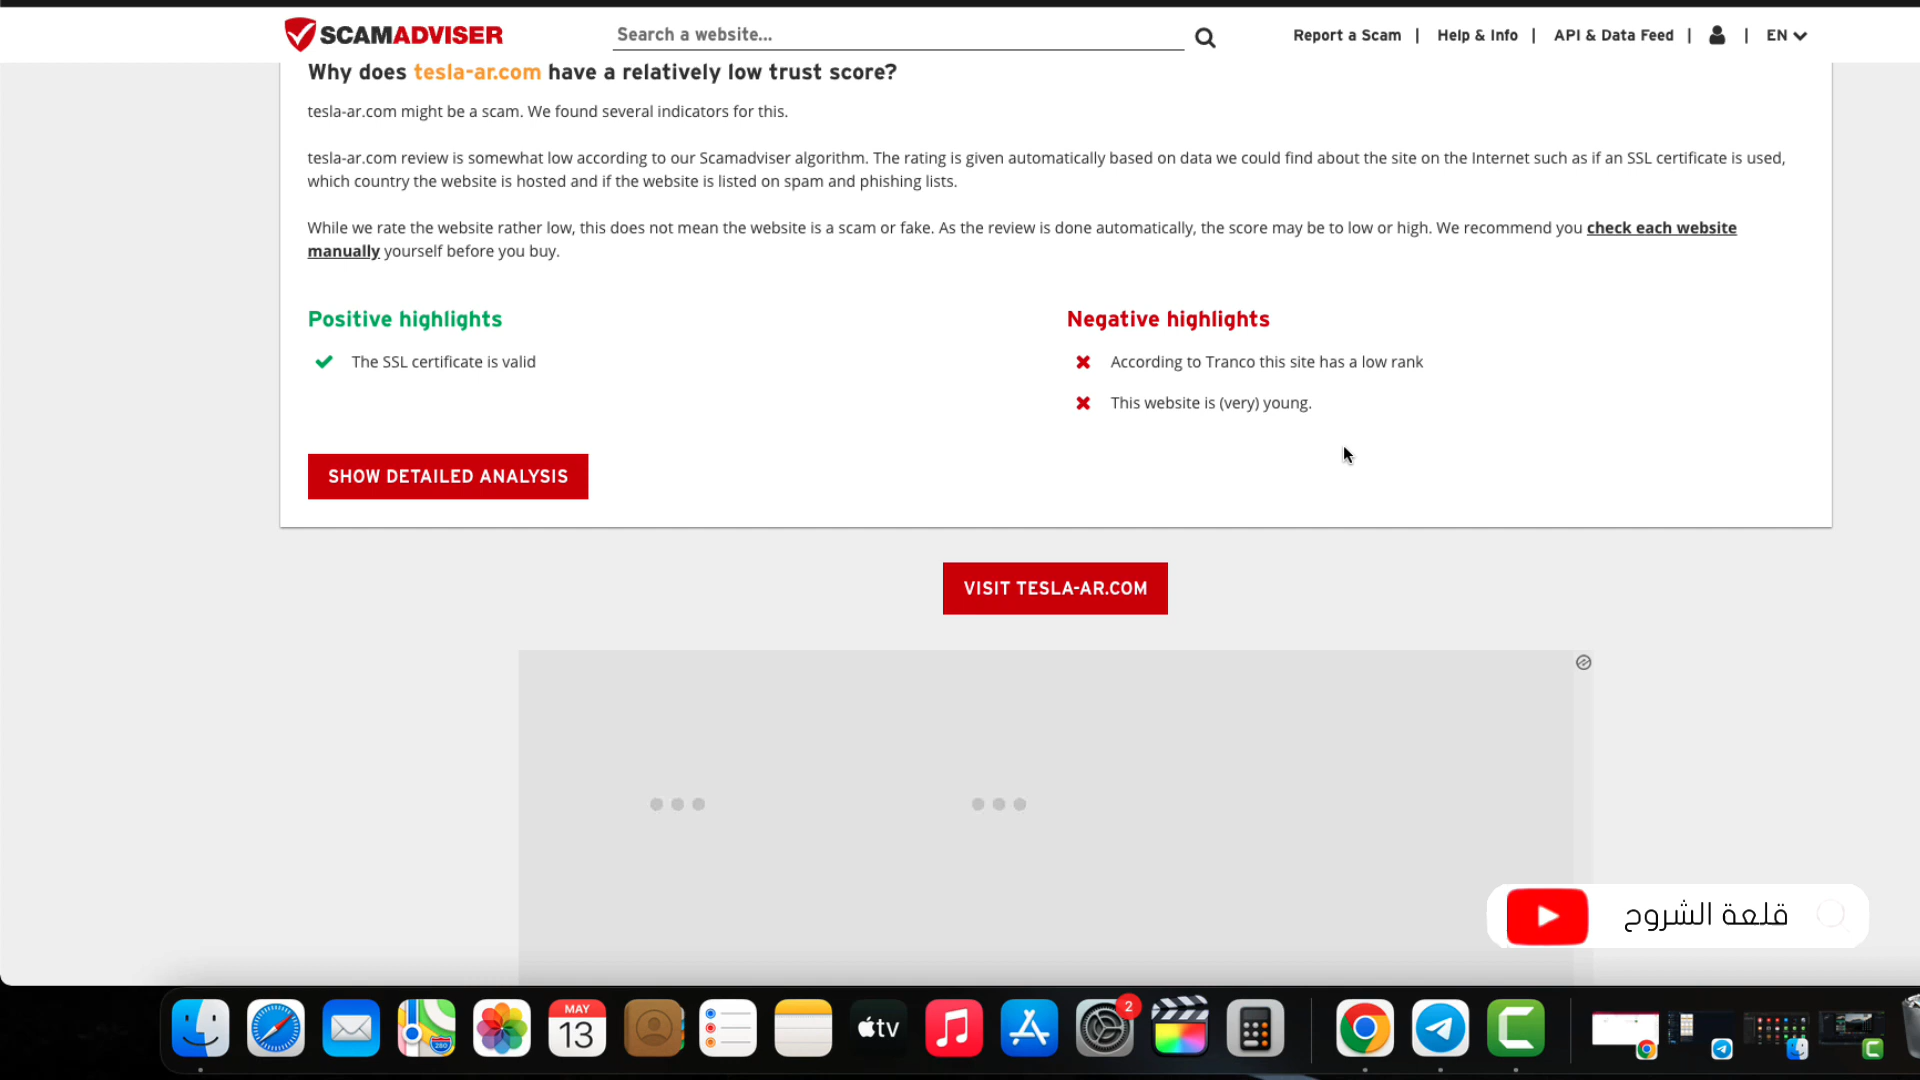 SCAMADVISER
Search a website...
Report a Scam | Help & Info | API & Data Feed | | EN
Why does tesla-ar.com have a relatively low trust score?
tesla-ar.com might be a scam. We found several indicators for this.
tesla-ar.com review is somewhat low according to our Scamadviser algorithm. The rating is given automatically based on data we could find about the site on the Internet such as if an SSL certificate is used,
which country the website is hosted and if the website is listed on spam and phishing lists.
While we rate the website rather low, this does not mean the website is a scam or fake. As the review is done automatically, the score may be to low or high. We recommend you check each website
manually yourself before you buy.
Positive highlights
The SSL certificate is valid
Negative highlights
According to Tranco this site has a low rank
This website is (very) young.
SHOW DETAILED ANALYSIS
VISIT TESLA-AR.COM
قلعة الشروح
MAY
13
280
tv
2